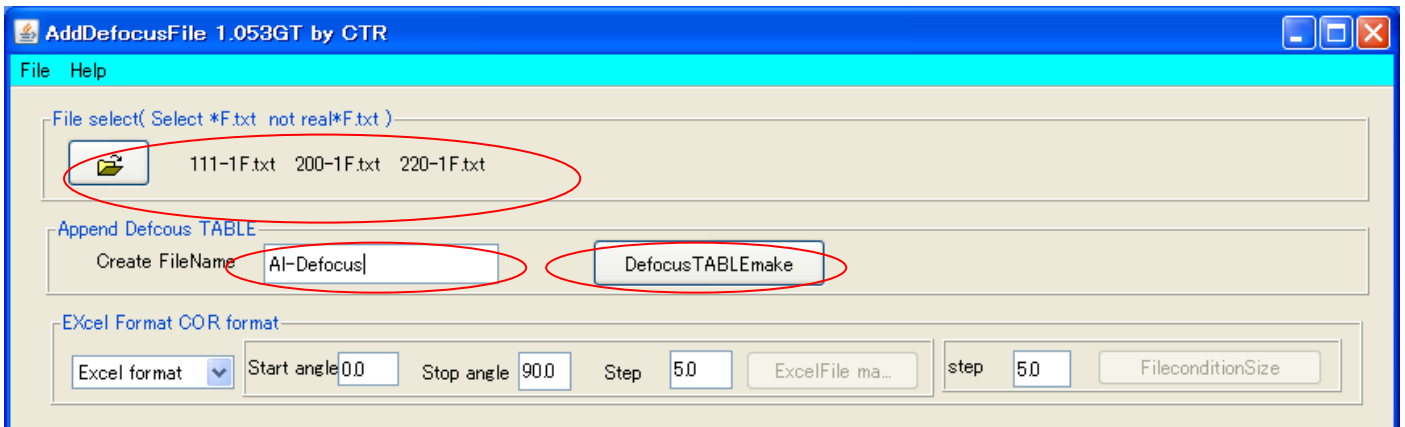 AddDefocusFile 1.053GT by CTR
File Help
File select( Select *F.txt not real*F.txt )
111-1F.txt 200-1F.txt 220-1F.txt
Append Defcous TABLE
Create FileName Al-Defocus DefocusTABLEmake
EXcel Format COR format
Excel format Start angle 0.0 Stop angle 90.0 Step 5.0 ExcelFile ma... step 5.0 FileconditionSize